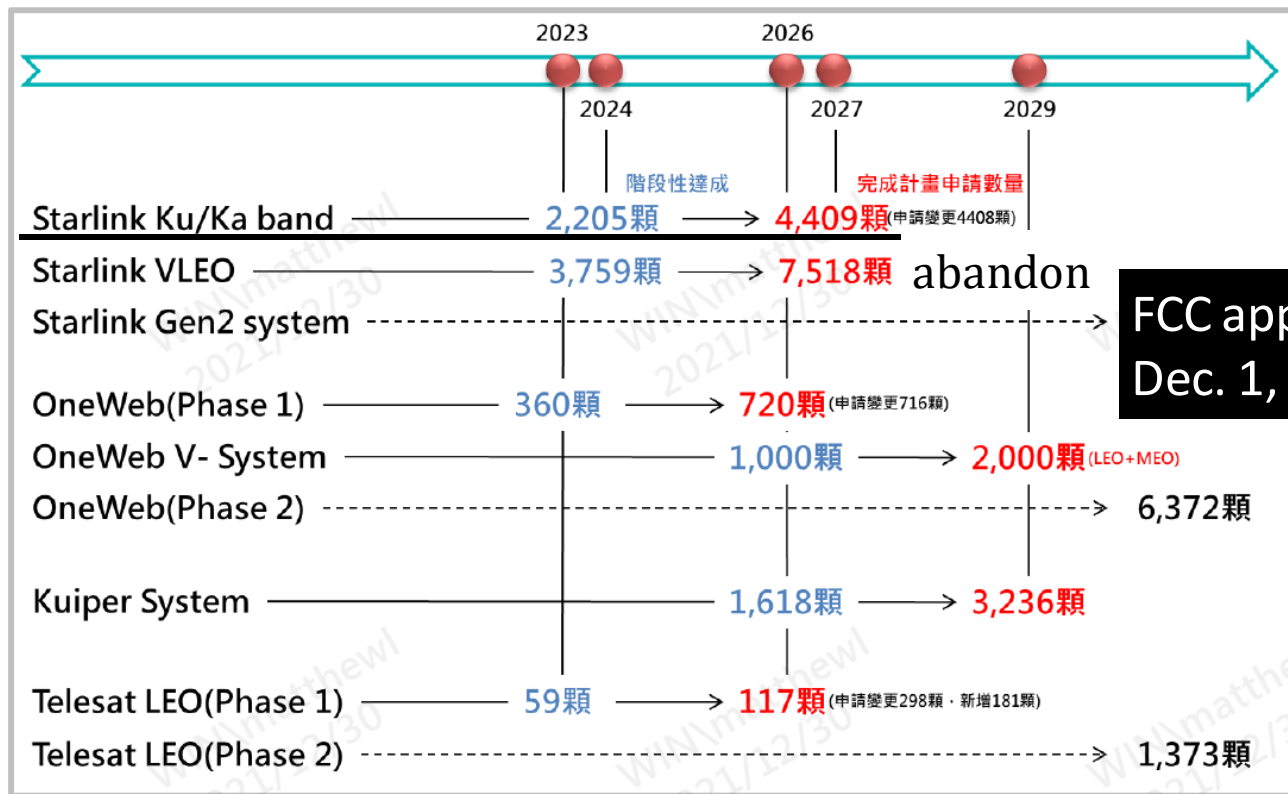 2023
2026
2024
2027
2029
階段性達成
完成計畫申請數量
Starlink Ku/Ka band 2,205顆 4,409顆(申請變更4408顆)
Starlink VLEO 3,759顆 7,518顆 abandon
Starlink Gen2 system
FCC app
Dec. 1,
OneWeb(Phase 1) 360顆 720顆(申請變更716顆)
OneWeb V- System 1,000顆 2,000顆(LEO+MEO)
OneWeb(Phase 2) 6,372顆
Kuiper System 1,618顆 3,236顆
Telesat LEO(Phase 1) 59顆 117顆(申請變更298顆．新增181顆)
Telesat LEO(Phase 2) 1,373顆
WIN\matthewl
2021/12/30